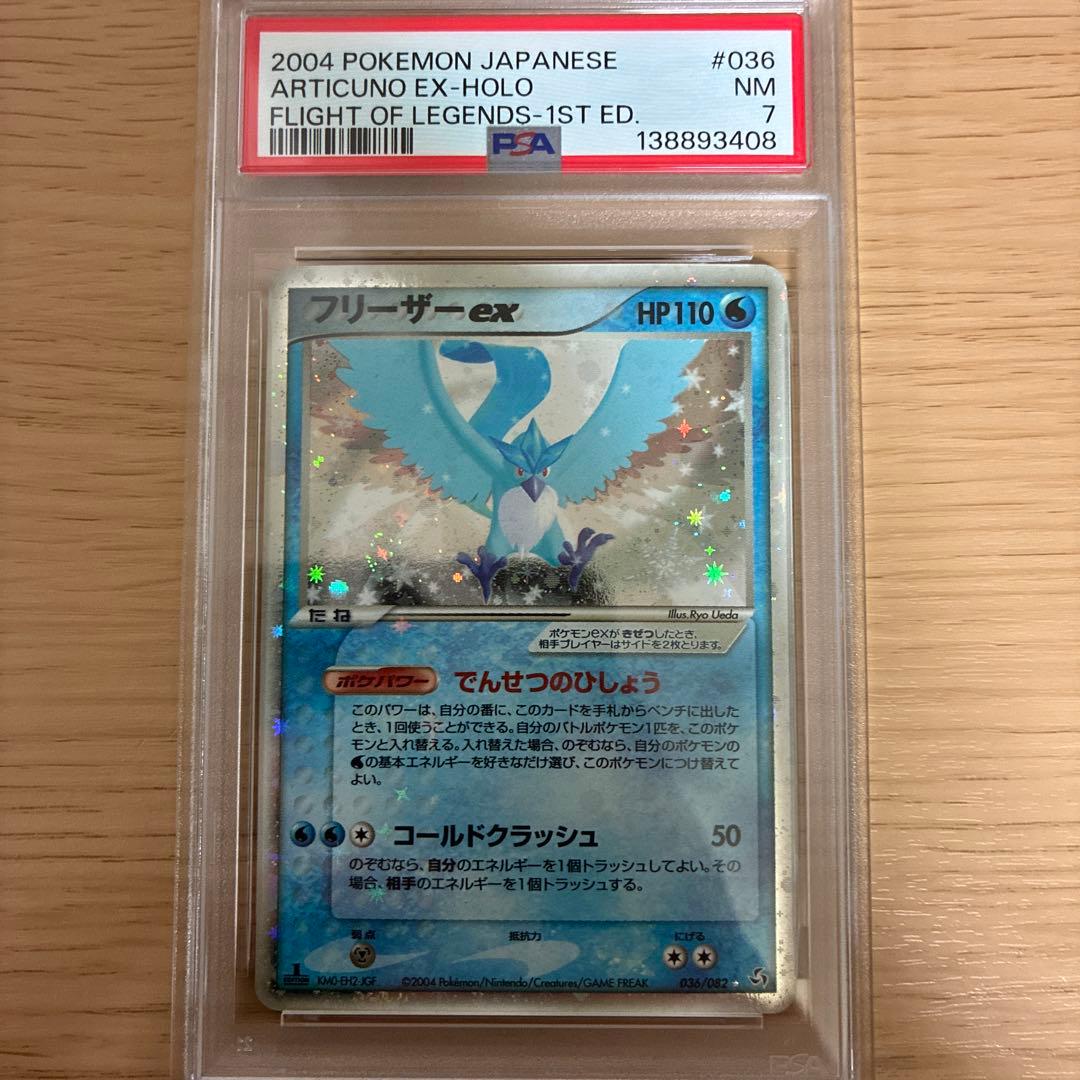 2004 POKEMON JAPANESE #036
ARTICUNO EX-HOLO NM
FLIGHT OF LEGENDS-1ST ED. 7
PSA 138893408
フリーザーex HP110
たね Illus.Ryo Ueda
ポケモンexがきぜつしたとき、
相手プレイヤーはサイドを2枚とります。
ポケパワー でんせつのひしょう
このパワーは、自分の番に、このカードを手札からベンチに出した
とき、1回使うことができる。自分のバトルポケモン1匹を、このポケ
モンと入れ替える。入れ替えた場合、のぞむなら、自分のポケモンの
の基本エネルギーを好きなだけ選び、このポケモンにつけ替えて
よい。
コールドクラッシュ 50
のぞむなら、自分のエネルギーを1個トラッシュしてよい。その
場合、相手のエネルギーを1個トラッシュする。
弱点 抵抗力 にげる
1 EDITION KM0-EH2-JGF ©2004 Pokémon/Nintendo/Creatures/GAME FREAK 036/082
PSA